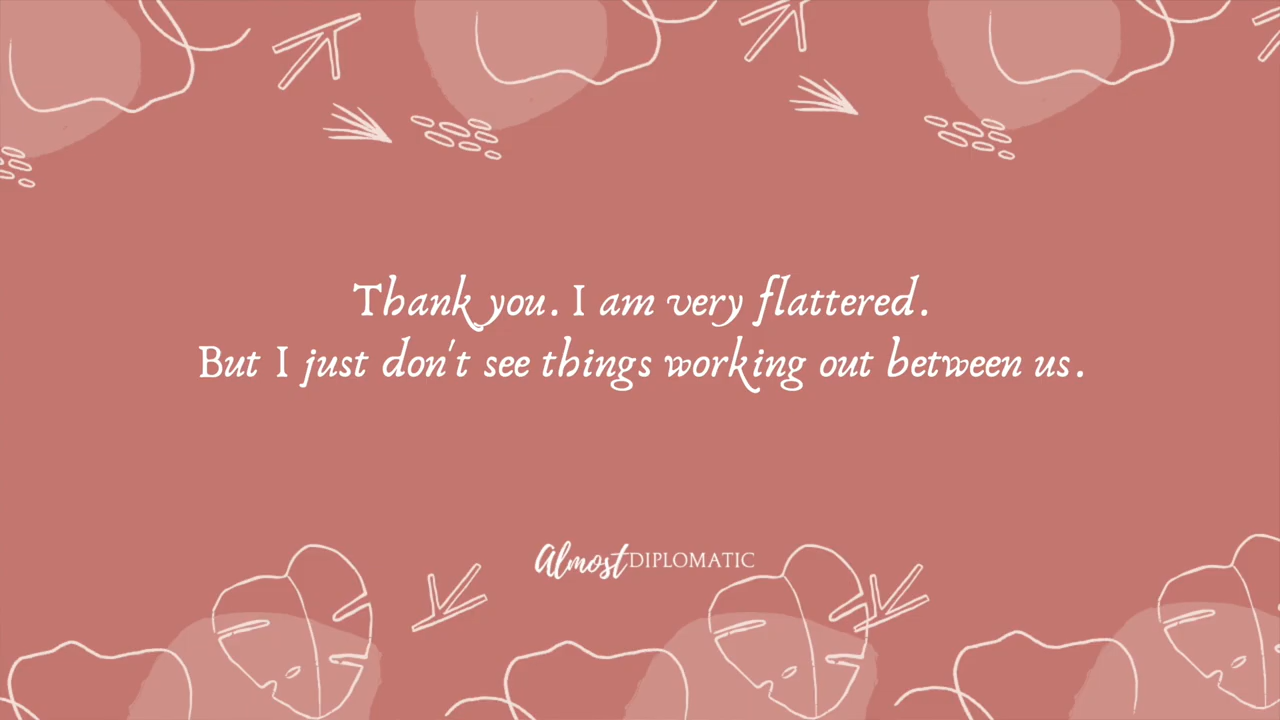 Thank you. I am very flattered.
But I just don't see things working out between us.
Almost DIPLOMATIC